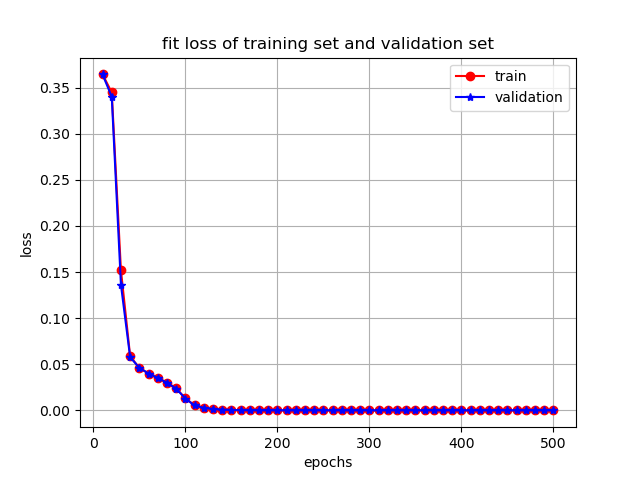 fit loss of training set and validation set
train
validation
0.35
0.30
0.25
0.20
0.15
0.10
0.05
0.00
loss
0
100
200
300
400
500
epochs